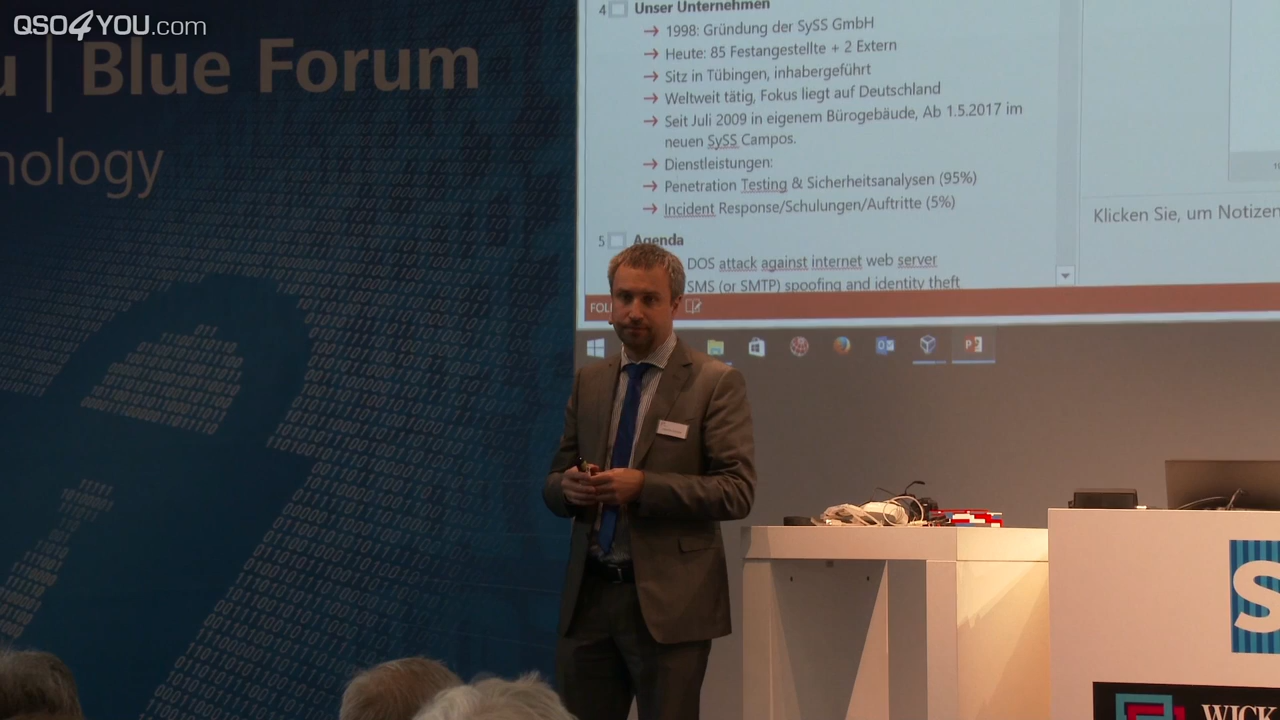 QSO4YOU.com
u | Blue Forum
nology
4 Unser Unternehmen
→ 1998: Gründung der SySS GmbH
→ Heute: 85 Festangestellte + 2 Extern
→ Sitz in Tübingen, inhabergeführt
→ Weltweit tätig, Fokus liegt auf Deutschland
→ Seit Juli 2009 in eigenem Bürogebäude, Ab 1.5.2017 im
neuen SySS Campos.
→ Dienstleistungen:
→ Penetration Testing & Sicherheitsanalysen (95%)
→ Incident Response/Schulungen/Auftritte (5%)
5 Agenda
DOS attack against internet web server
SMS (or SMTP) spoofing and identity theft
Klicken Sie, um Notizen
FOLI
S
WICK